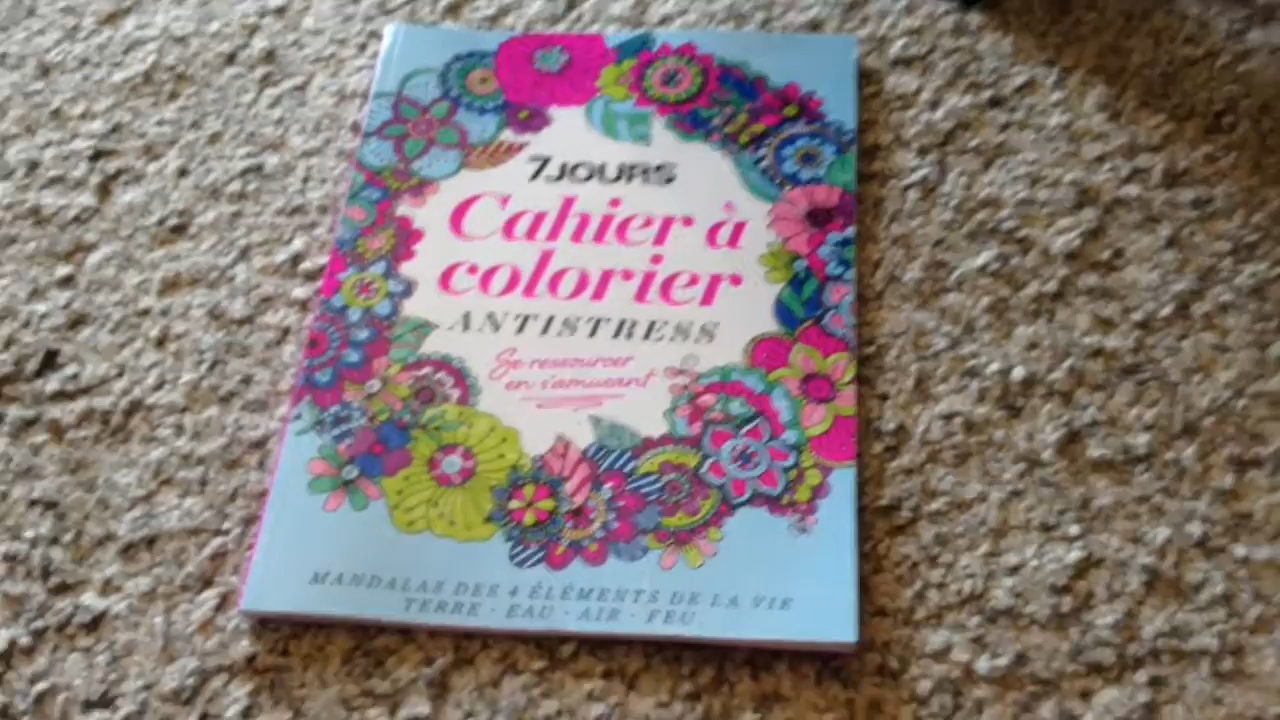 7JOURS
Cahier à
colorier
ANTISTRESS
Se ressourcer
en s'amusant
MANDALAS DES 4 ÉLÉMENTS DE LA VIE
TERRE · EAU · AIR · FEU